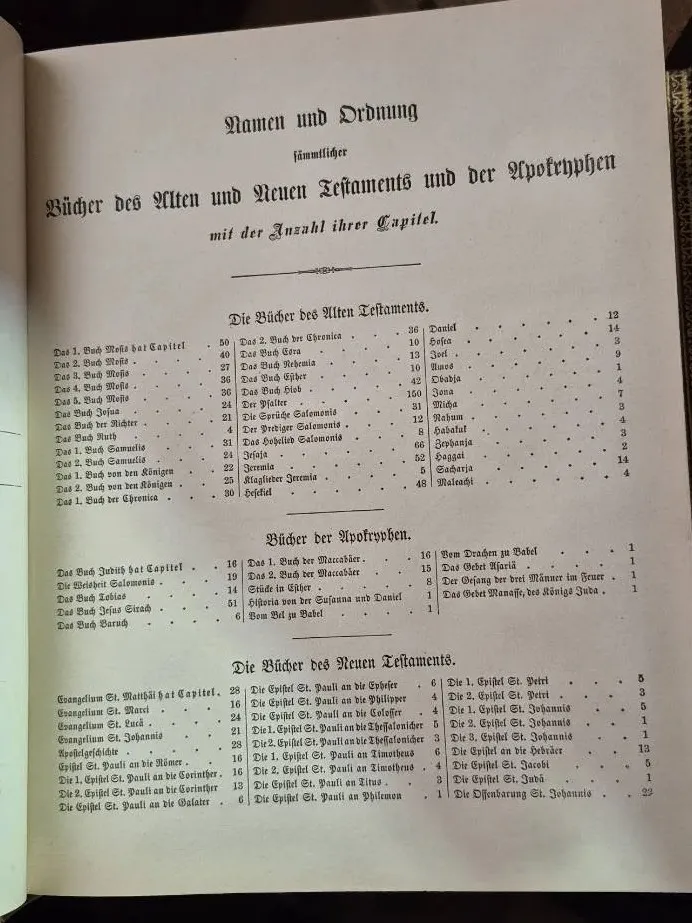 Namen und Ordnung
sämmtlicher
Bücher des Alten und Neuen Testaments und der Apokryphen
mit der Anzahl ihrer Capitel.
Die Bücher des Alten Testaments.
Das 1. Buch Mosis hat Capitel . 50
Das 2. Buch Mosis . . . . 40
Das 3. Buch Mosis . . . . 27
Das 4. Buch Mosis . . . . 36
Das 5. Buch Mosis . . . . 36
Das Buch Josua . . . . 24
Das Buch der Richter . . . . 21
Das Buch Ruth . . . . 4
Das 1. Buch Samuelis . . . . 31
Das 2. Buch Samuelis . . . . 24
Das 1. Buch von den Königen . . 22
Das 2. Buch von den Königen . . 25
Das 1. Buch der Chronica . . . 30
Das 2. Buch der Chronica . . . 36
Das Buch Esra . . . . 10
Das Buch Nehemia . . . . 13
Das Buch Esther . . . . 10
Das Buch Hiob . . . . 42
Der Psalter . . . . 150
Die Sprüche Salomonis . . . . 31
Der Prediger Salomonis . . . . 12
Das Hohelied Salomonis . . . . 8
Jesaja . . . . 66
Jeremia . . . . 52
Klaglieder Jeremia . . . . 5
Hesekiel . . . . 48
Daniel . . . . 12
Hosea . . . . 14
Joel . . . . 3
Amos . . . . 9
Obadja . . . . 1
Jona . . . . 4
Micha . . . . 7
Nahum . . . . 3
Habakuk . . . . 4
Zephanja . . . . 3
Haggai . . . . 2
Sacharja . . . . 14
Maleachi . . . . 4
Bücher der Apokryphen.
Das Buch Judith hat Capitel . . 16
Die Weisheit Salomonis . . . . 19
Das Buch Tobias . . . . 14
Das Buch Jesus Sirach . . . . 51
Das Buch Baruch . . . . 6
Das 1. Buch der Maccabäer . . . 16
Das 2. Buch der Maccabäer . . . 15
Stücke in Esther . . . . 8
Historia von der Susanna und Daniel 1
Vom Bel zu Babel . . . . 1
Vom Drachen zu Babel . . . 1
Das Gebet Asariä . . . . 1
Der Gesang der drei Männer im Feuer . 1
Das Gebet Manasse, des Königs Juda . 1
Die Bücher des Neuen Testaments.
Evangelium St. Matthäi hat Capitel . 28
Evangelium St. Marci . . . . 16
Evangelium St. Lucä . . . . 24
Evangelium St. Johannis . . . . 21
Apostelgeschichte . . . . 28
Epistel St. Pauli an die Römer . . 16
Die 1. Epistel St. Pauli an die Corinther . 16
Die 2. Epistel St. Pauli an die Corinther 13
Die Epistel St. Pauli an die Galater . 6
Die Epistel St. Pauli an die Epheser . 6
Die Epistel St. Pauli an die Philipper 4
Die Epistel St. Pauli an die Colosser . 4
Die 1. Epistel St. Pauli an die Thessalonicher 5
Die 2. Epistel St. Pauli an die Thessalonicher 3
Die 1. Epistel St. Pauli an Timotheus 6
Die 2. Epistel St. Pauli an Timotheus . 4
Die Epistel St. Pauli an Titus . . 3
Die Epistel St. Pauli an Philemon . 1
Die 1. Epistel St. Petri . . . 5
Die 2. Epistel St. Petri . . . 3
Die 1. Epistel St. Johannis . . . 5
Die 2. Epistel St. Johannis . . . 1
Die 3. Epistel St. Johannis . . . 1
Die Epistel an die Hebräer . . . 13
Die Epistel St. Jacobi . . . 5
Die Epistel St. Judä . . . 1
Die Offenbarung St. Johannis . . 22